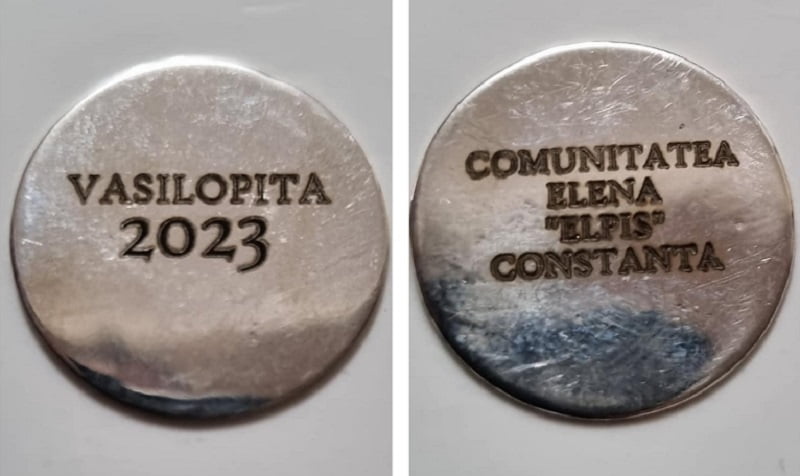 VASILOPITA
2023
COMUNITATEA
ELENA
"ELPIS"
CONSTANTA